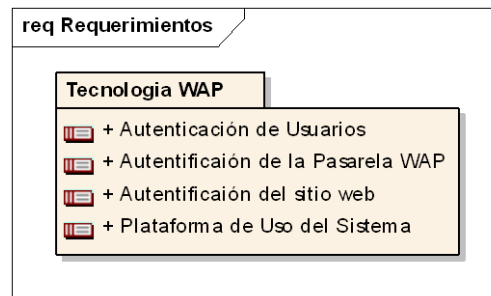 req Requerimientos
Tecnologia WAP
+ Autenticación de Usuarios
+ Autentificaión de la Pasarela WAP
+ Autentificaión del sitio web
+ Plataforma de Uso del Sistema